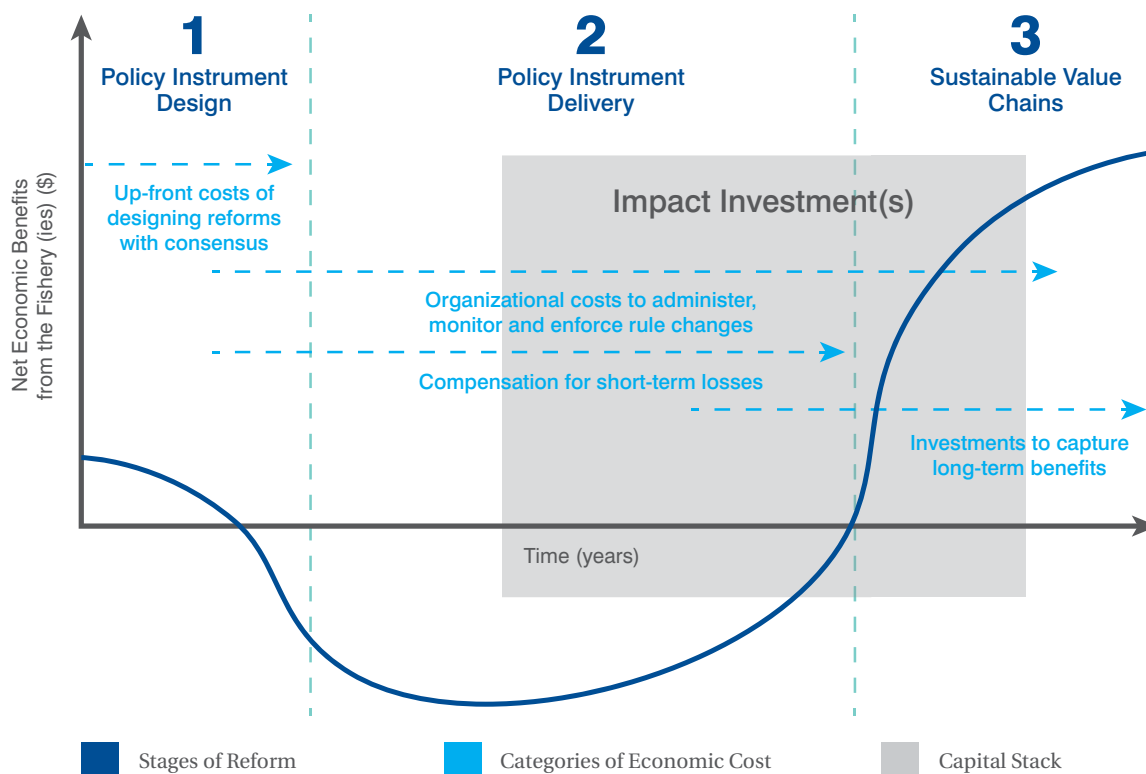 1
Policy Instrument
Design
2
Policy Instrument
Delivery
3
Sustainable Value
Chains
Net Economic Benefits
from the Fishery (ies) ($)
Up-front costs of
designing reforms
with consensus
Impact Investment(s)
Organizational costs to administer,
monitor and enforce rule changes
Compensation for short-term losses
Investments to capture
long-term benefits
Time (years)
Stages of Reform
Categories of Economic Cost
Capital Stack